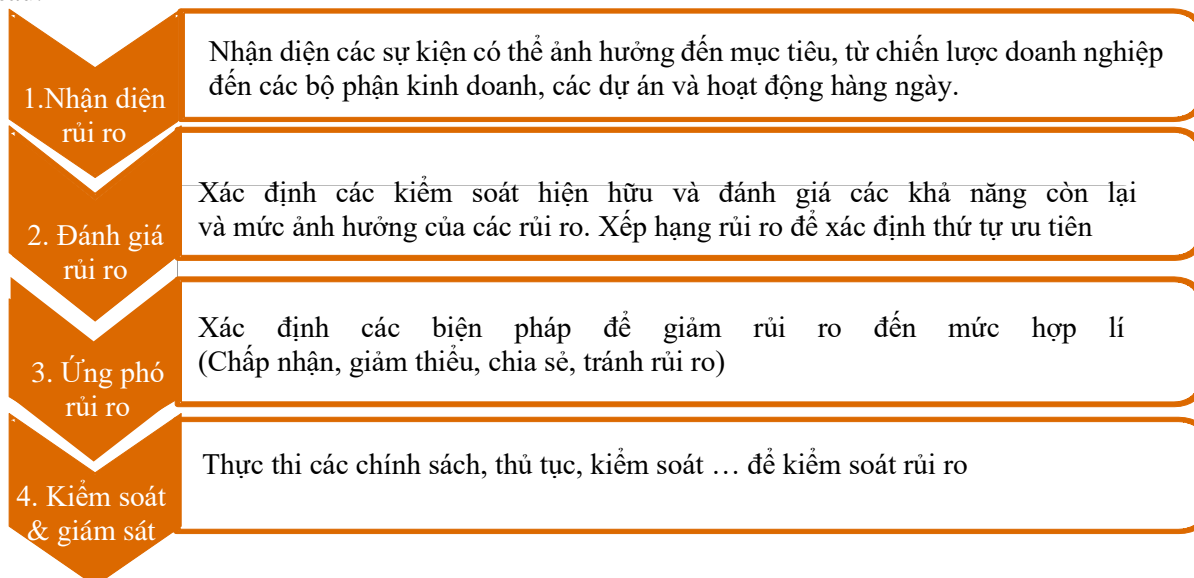 Nhận diện các sự kiện có thể ảnh hưởng đến mục tiêu, từ chiến lược doanh nghiệp
đến các bộ phận kinh doanh, các dự án và hoạt động hàng ngày.
1.Nhận diện
rủi ro
Xác định các kiểm soát hiện hữu và đánh giá các khả năng còn lại
và mức ảnh hưởng của các rủi ro. Xếp hạng rủi ro để xác định thứ tự ưu tiên
2. Đánh giá
rủi ro
Xác định các biện pháp để giảm rủi ro đến mức hợp lí
(Chấp nhận, giảm thiểu, chia sẻ, tránh rủi ro)
3. Ứng phó
rủi ro
Thực thi các chính sách, thủ tục, kiểm soát … để kiểm soát rủi ro
4. Kiểm soát
& giám sát